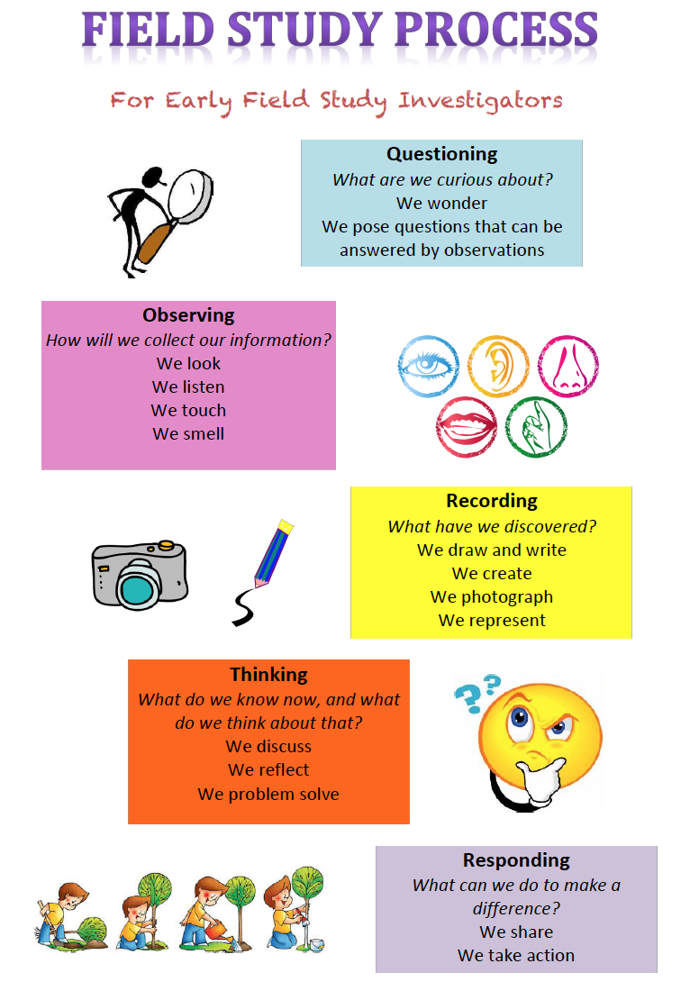 FIELD STUDY PROCESS
For Early Field Study Investigators
Questioning
What are we curious about?
We wonder
We pose questions that can be
answered by observations
Observing
How will we collect our information?
We look
We listen
We touch
We smell
Recording
What have we discovered?
We draw and write
We create
We photograph
We represent
Thinking
What do we know now, and what
do we think about that?
We discuss
We reflect
We problem solve
? ?
Responding
What can we do to make a
difference?
We share
We take action